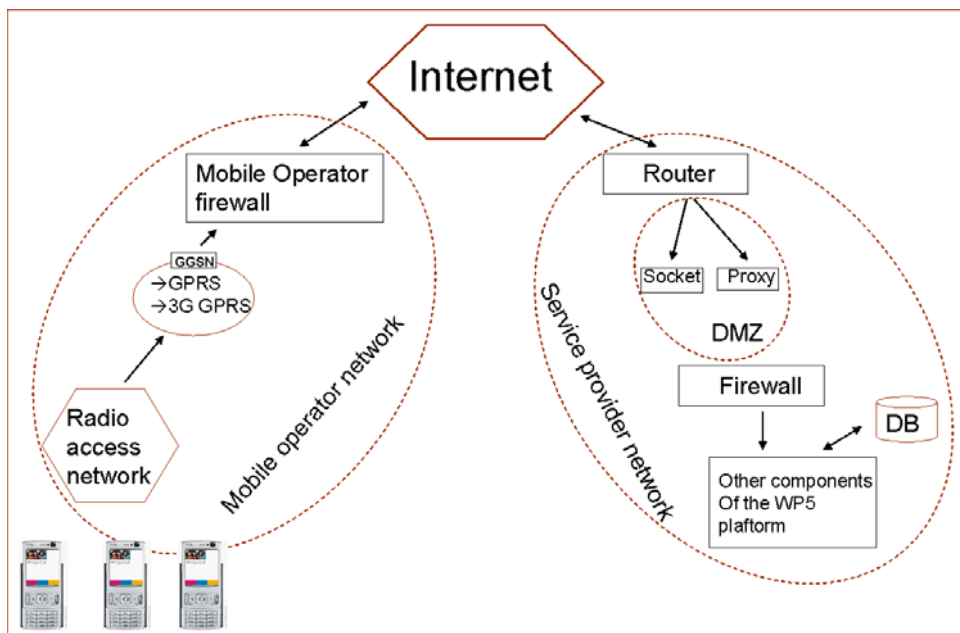 Internet
Mobile Operator
firewall
GGSN
→GPRS
→3G GPRS
Radio
access
network
Mobile operator network
Router
Socket
Proxy
DMZ
Service provider network
Firewall
DB
Other components
Of the WP5
plaftorm